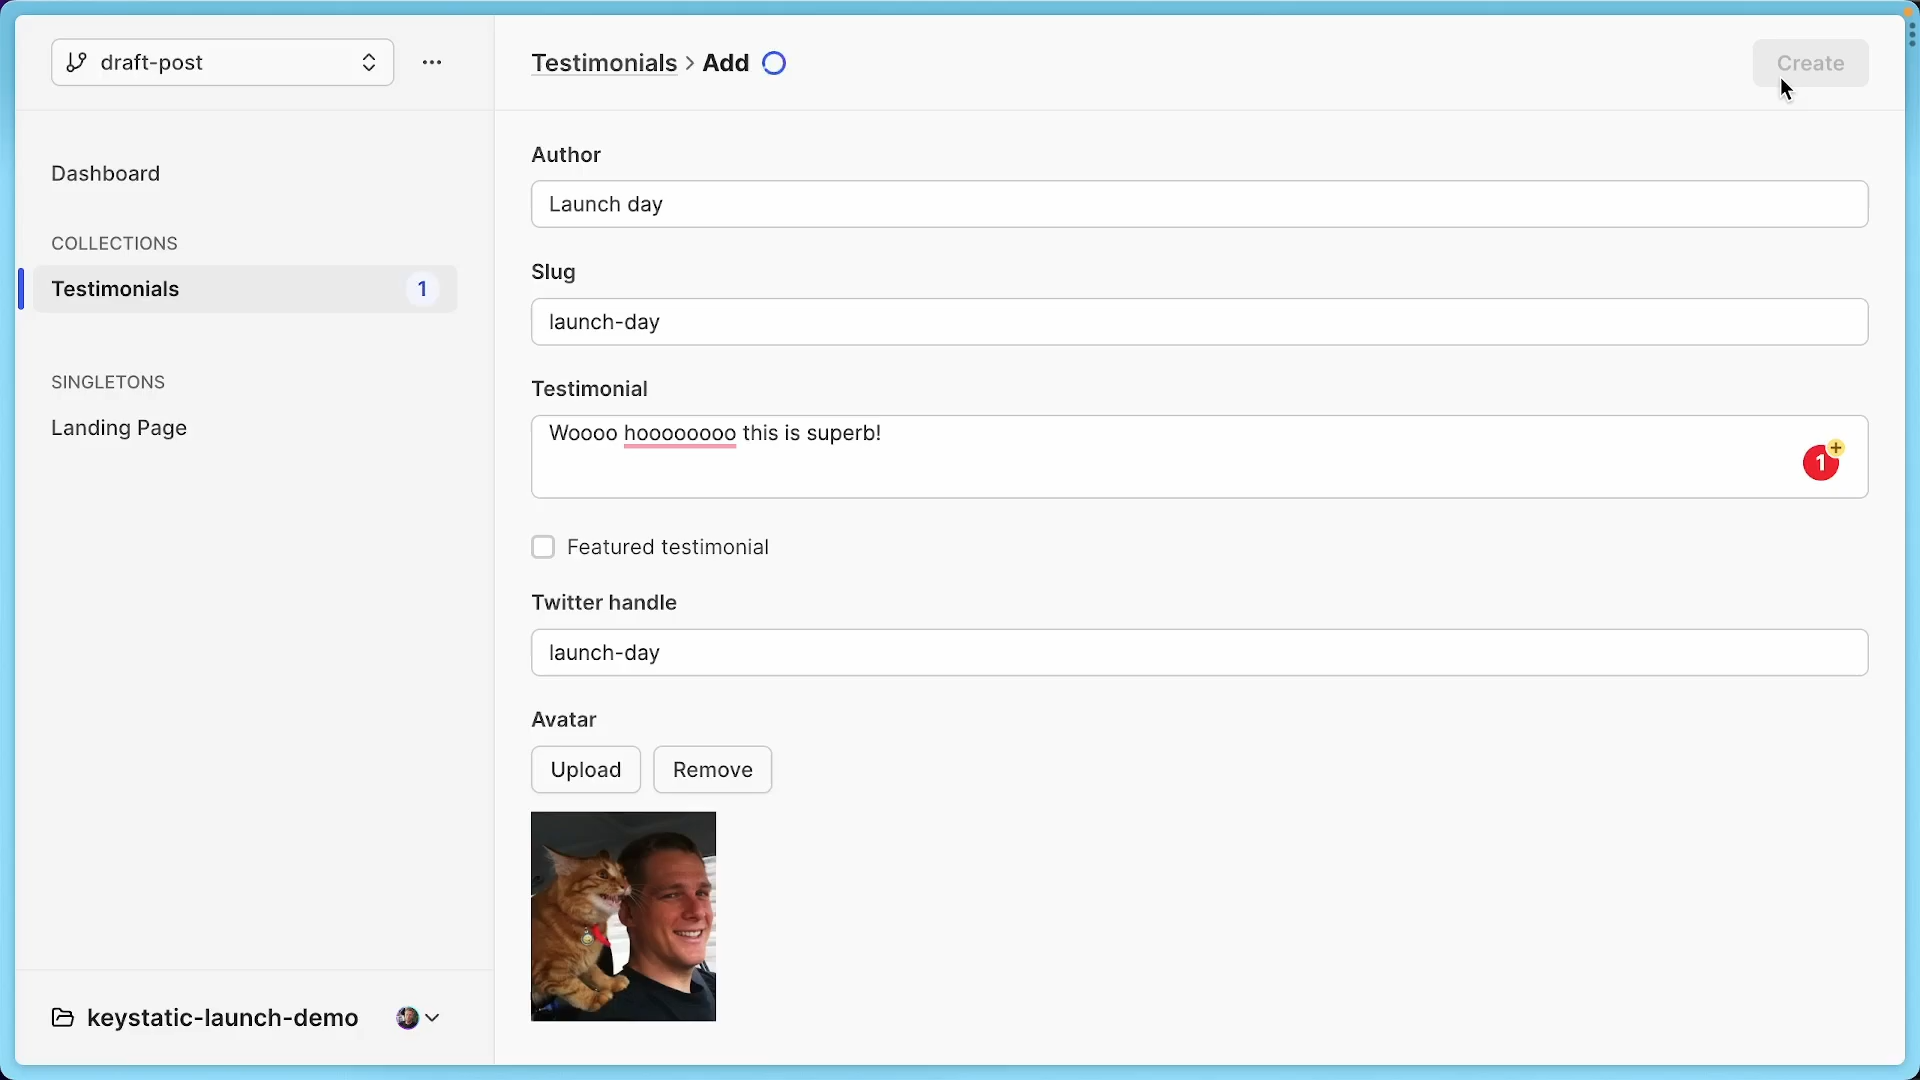 draft-post
Testimonials > Add
Create
Dashboard
COLLECTIONS
Testimonials 1
SINGLETONS
Landing Page
Author
Launch day
Slug
launch-day
Testimonial
Woooo hoooooooo this is superb!
1
Featured testimonial
Twitter handle
launch-day
Avatar
Upload
Remove
keystatic-launch-demo